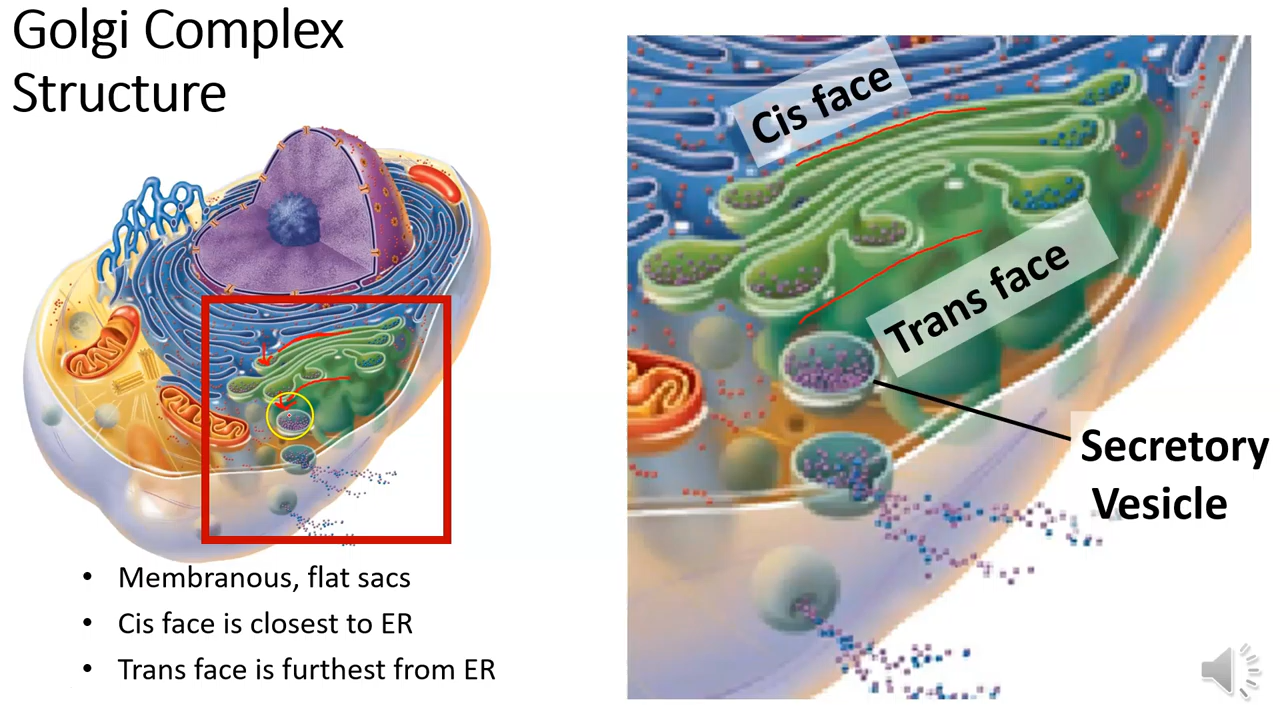 Golgi Complex
Structure
• Membranous, flat sacs
• Cis face is closest to ER
• Trans face is furthest from ER
Cis face
Trans face
Secretory
Vesicle